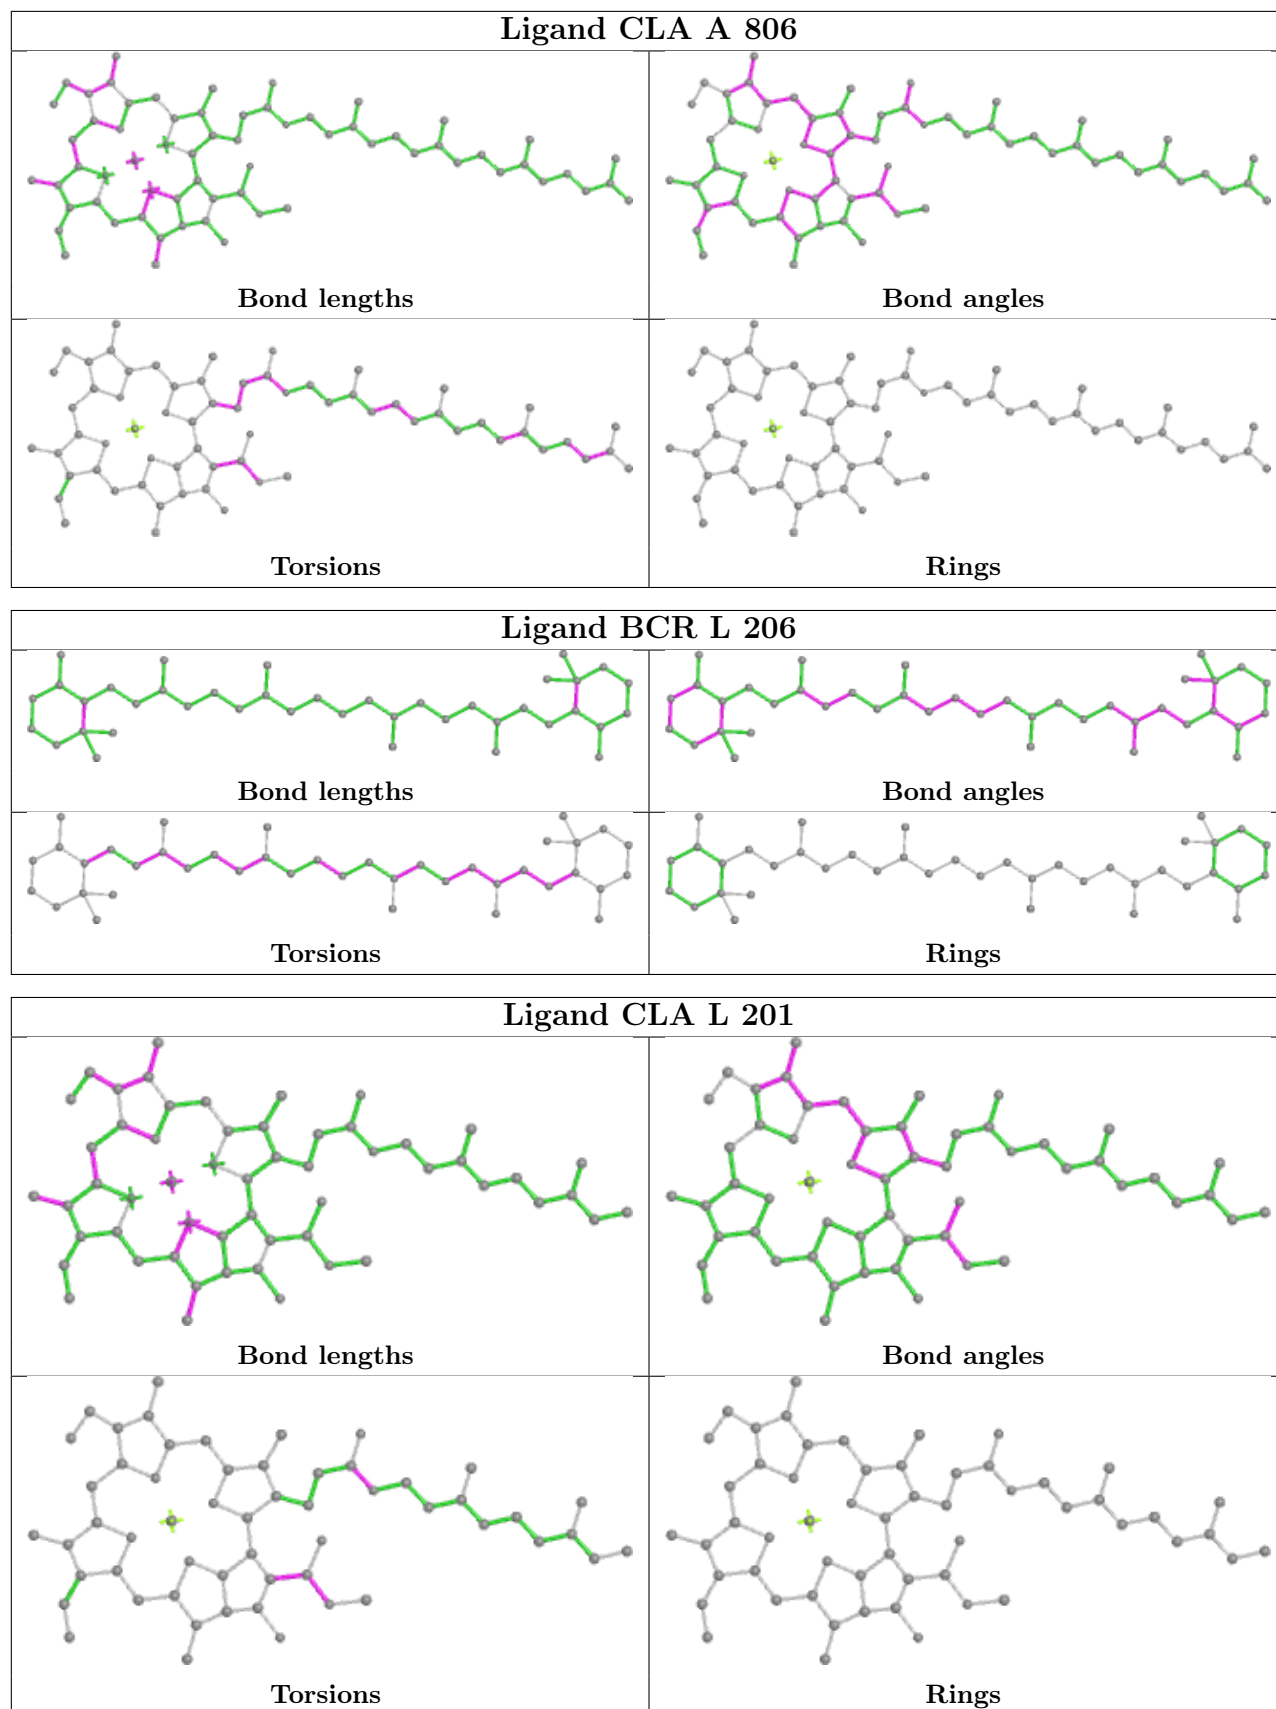 Ligand CLA A 806
Bond lengths
Bond angles
Torsions
Rings
Ligand BCR L 206
Bond lengths
Bond angles
Torsions
Rings
Ligand CLA L 201
Bond lengths
Bond angles
Torsions
Rings